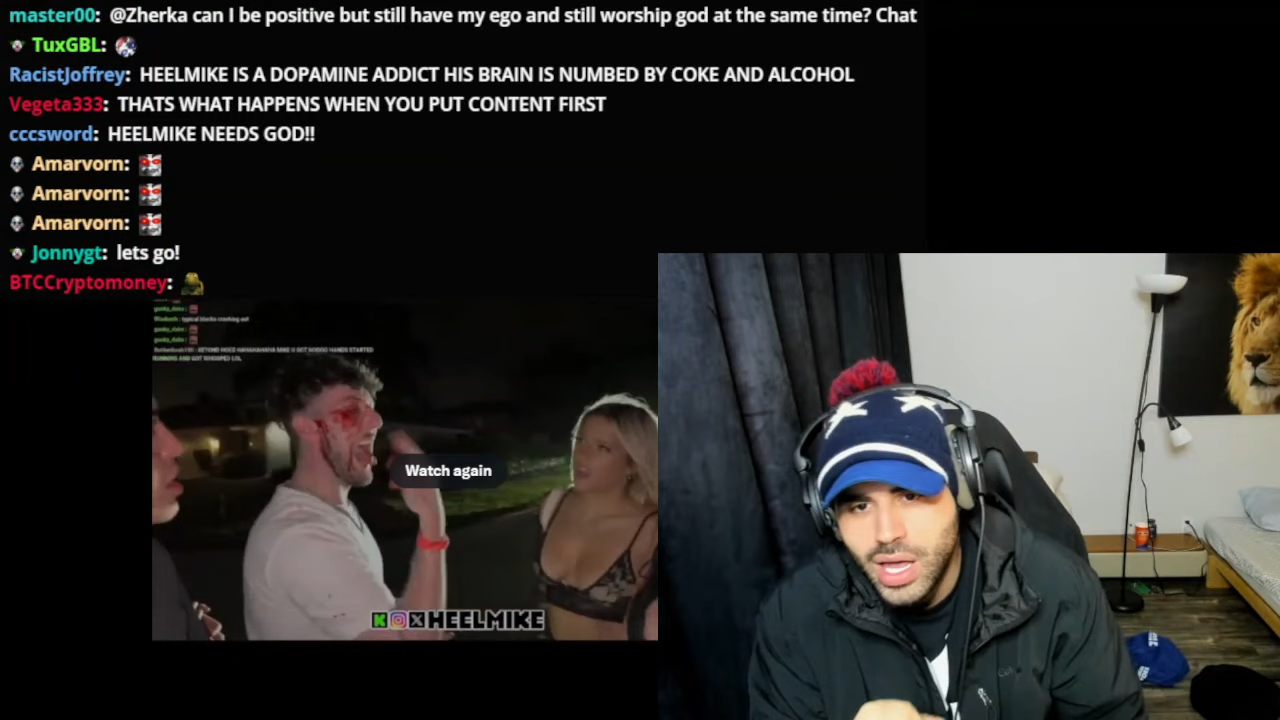 master00: @Zherka can I be positive but still have my ego and still worship god at the same time? Chat
TuxGBL:
RacistJoffrey: HEELMIKE IS A DOPAMINE ADDICT HIS BRAIN IS NUMBED BY COKE AND ALCOHOL
Vegeta333: THATS WHAT HAPPENS WHEN YOU PUT CONTENT FIRST
cccsword: HEELMIKE NEEDS GOD!!
Amarvorn:
Amarvorn:
Amarvorn:
Jonnygt: lets go!
BTCCryptomoney:
Watch again
K X HEELMIKE